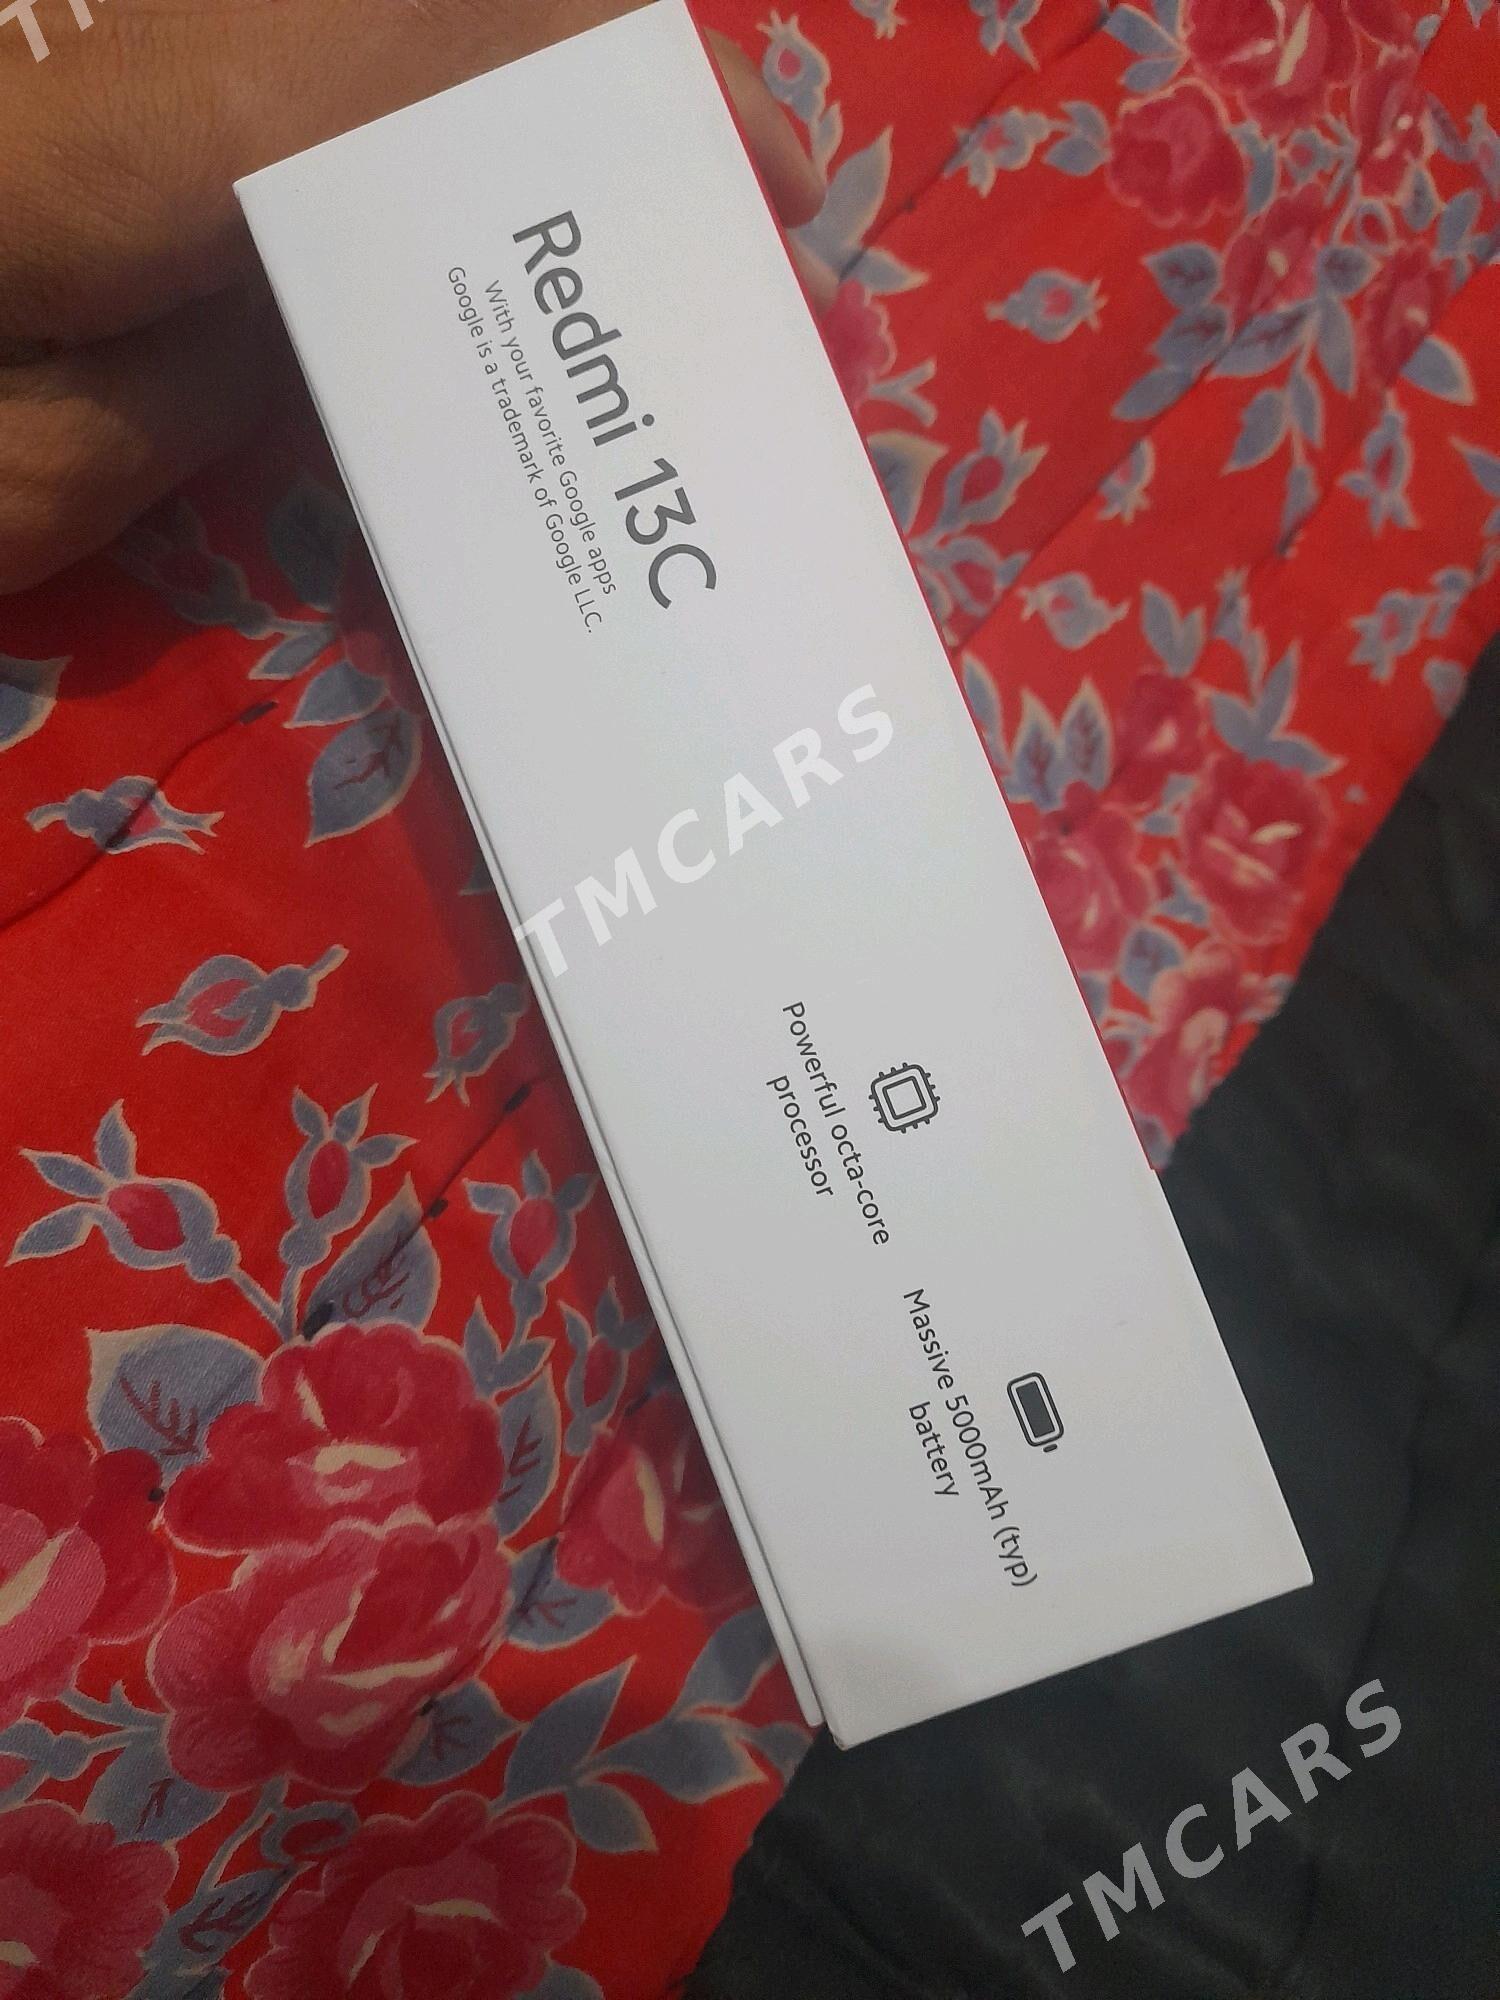 Redmi 13C
With your favorite Google apps
Google is a trademark of Google LLC.
Powerful octa-core
processor
Massive 5000mAh (typ)
battery
TMCARS
TMCARS